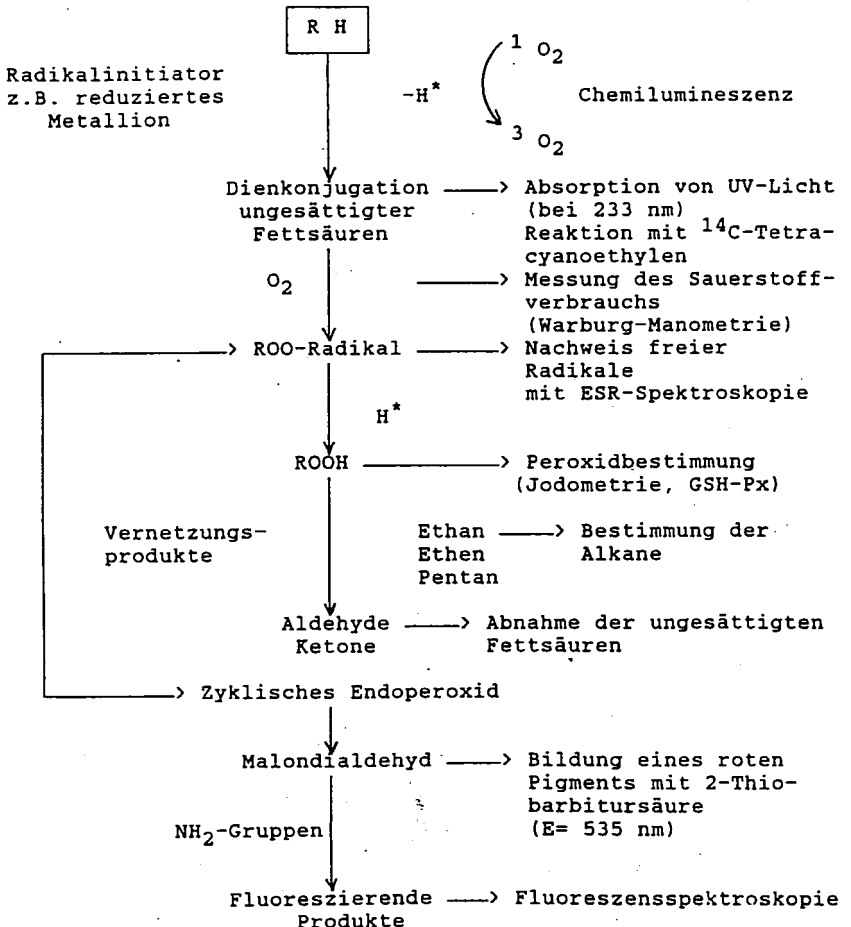 R H
Radikalinitiator
z.B. reduziertes
Metallion
-H*
1 O2
Chemilumineszenz
3 O2
Dienkonjugation
ungesättigter
Fettsäuren
Absorption von UV-Licht
(bei 233 nm)
Reaktion mit 14C-Tetra-
cyanoethylen
O2
Messung des Sauerstoff-
verbrauchs
(Warburg-Manometrie)
ROO-Radikal
Nachweis freier
Radikale
mit ESR-Spektroskopie
H*
ROOH
Peroxidbestimmung
(Jodometrie, GSH-Px)
Vernetzungs-
produkte
Ethan
Ethen
Pentan
Bestimmung der
Alkane
Aldehyde
Ketone
Abnahme der ungesättigten
Fettsäuren
Zyklisches Endoperoxid
Malondialdehyd
Bildung eines roten
Pigments mit 2-Thio-
barbitursäure
(E= 535 nm)
NH2-Gruppen
Fluoreszierende
Produkte
Fluoreszensspektroskopie